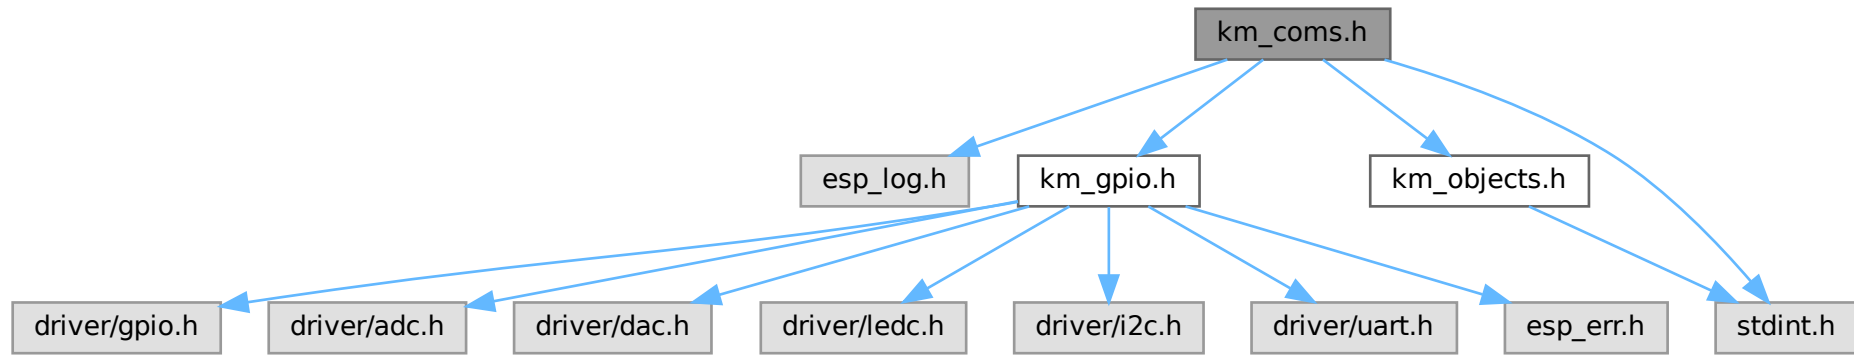 km_coms.h
esp_log.h
km_gpio.h
km_objects.h
driver/gpio.h
driver/adc.h
driver/dac.h
driver/ledc.h
driver/i2c.h
driver/uart.h
esp_err.h
stdint.h